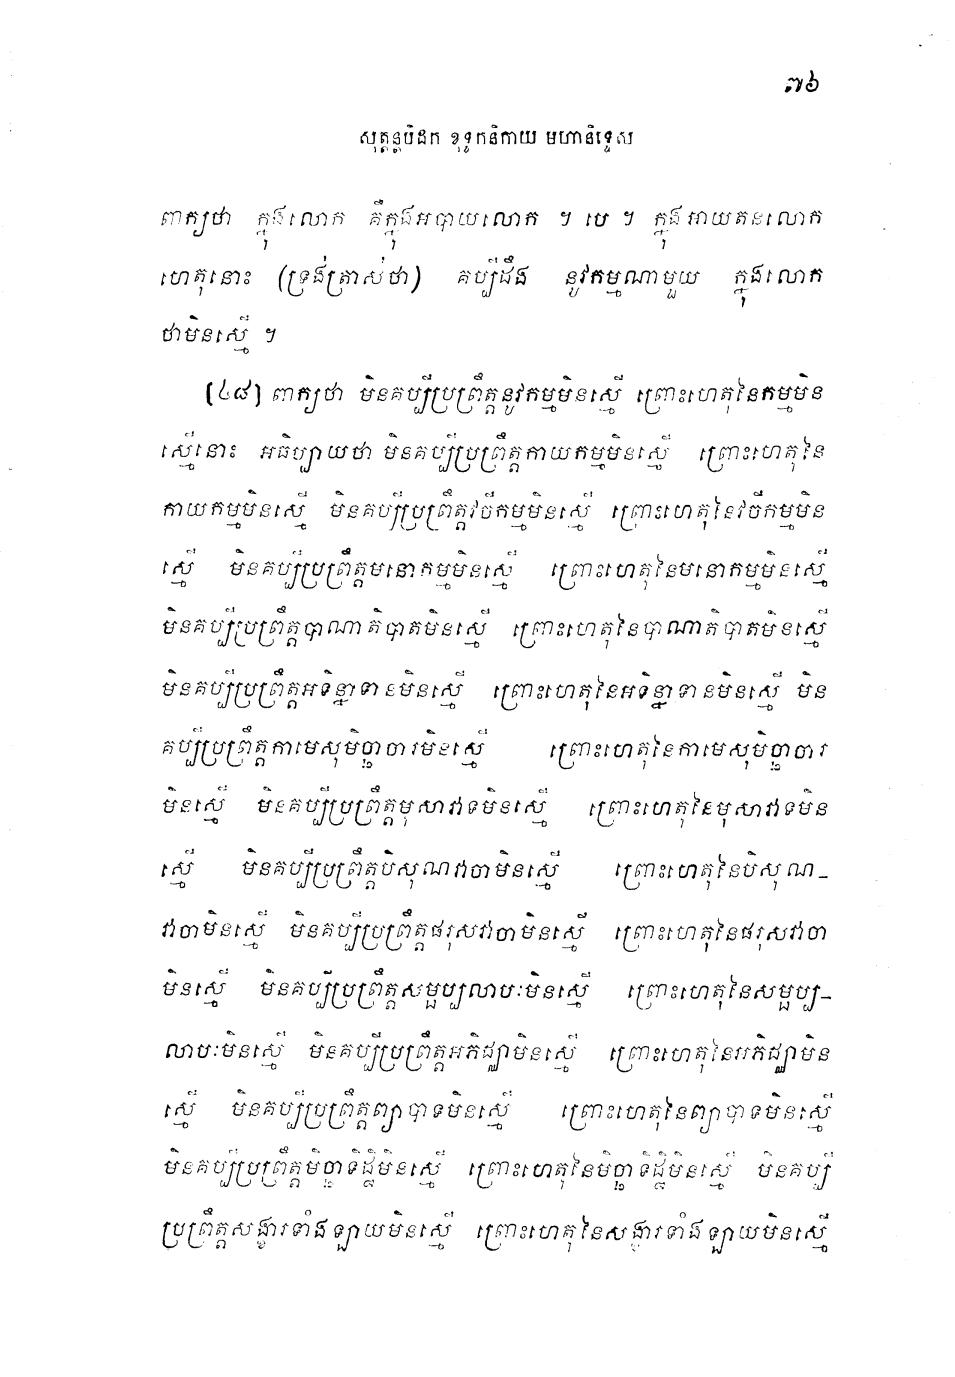 ៧៦
សុត្តន្តបិដក ខុទ្ទកនិកាយ មហានិទ្ទេស
ពាក្យថា ក្នុងលោក គឺក្នុងអបាយលោក ។ បេ ។ ក្នុងអាយតនលោក
ហេតុនោះ (ទ្រង់ត្រាស់ថា) គប្បីដឹង នូវកម្មណាមួយ ក្នុងលោក
ថាមិនស្មើ ។
[៤៨] ពាក្យថា មិនគប្បីប្រព្រឹត្តនូវកម្មមិនស្មើ ព្រោះហេតុនៃកម្មមិន
ស្មើនោះ អធិប្បាយថា មិនគប្បីប្រព្រឹត្តកាយកម្មមិនស្មើ ព្រោះហេតុនៃ
កាយកម្មមិនស្មើ មិនគប្បីប្រព្រឹត្តវចីកម្មមិនស្មើ ព្រោះហេតុនៃវចីកម្មមិន
ស្មើ មិនគប្បីប្រព្រឹត្តមនោកម្មមិនស្មើ ព្រោះហេតុនៃមនោកម្មមិនស្មើ
មិនគប្បីប្រព្រឹត្តបាណាតិបាតមិនស្មើ ព្រោះហេតុនៃបាណាតិបាតមិនស្មើ
មិនគប្បីប្រព្រឹត្តអទិន្នាទានមិនស្មើ ព្រោះហេតុនៃអទិន្នាទានមិនស្មើ មិន
គប្បីប្រព្រឹត្តកាមេសុមិច្ឆាចារមិនស្មើ ព្រោះហេតុនៃកាមេសុមិច្ឆាចារ
មិនស្មើ មិនគប្បីប្រព្រឹត្តមុសាវាទមិនស្មើ ព្រោះហេតុនៃមុសាវាទមិន
ស្មើ មិនគប្បីប្រព្រឹត្តបិសុណវាចាមិនស្មើ ព្រោះហេតុនៃបិសុណ-
វាចាមិនស្មើ មិនគប្បីប្រព្រឹត្តផរុសវាចាមិនស្មើ ព្រោះហេតុនៃផរុសវាចា
មិនស្មើ មិនគប្បីប្រព្រឹត្តសម្ផប្បលាបៈមិនស្មើ ព្រោះហេតុនៃសម្ផប្ប-
លាបៈមិនស្មើ មិនគប្បីប្រព្រឹត្តអភិជ្ឈាមិនស្មើ ព្រោះហេតុនៃអភិជ្ឈាមិន
ស្មើ មិនគប្បីប្រព្រឹត្តព្យាបាទមិនស្មើ ព្រោះហេតុនៃព្យាបាទមិនស្មើ
មិនគប្បីប្រព្រឹត្តមិច្ឆាទិដ្ឋិមិនស្មើ ព្រោះហេតុនៃមិច្ឆាទិដ្ឋិមិនស្មើ មិនគប្បី
ប្រព្រឹត្តសង្ខារទាំងឡាយមិនស្មើ ព្រោះហេតុនៃសង្ខារទាំងឡាយមិនស្មើ